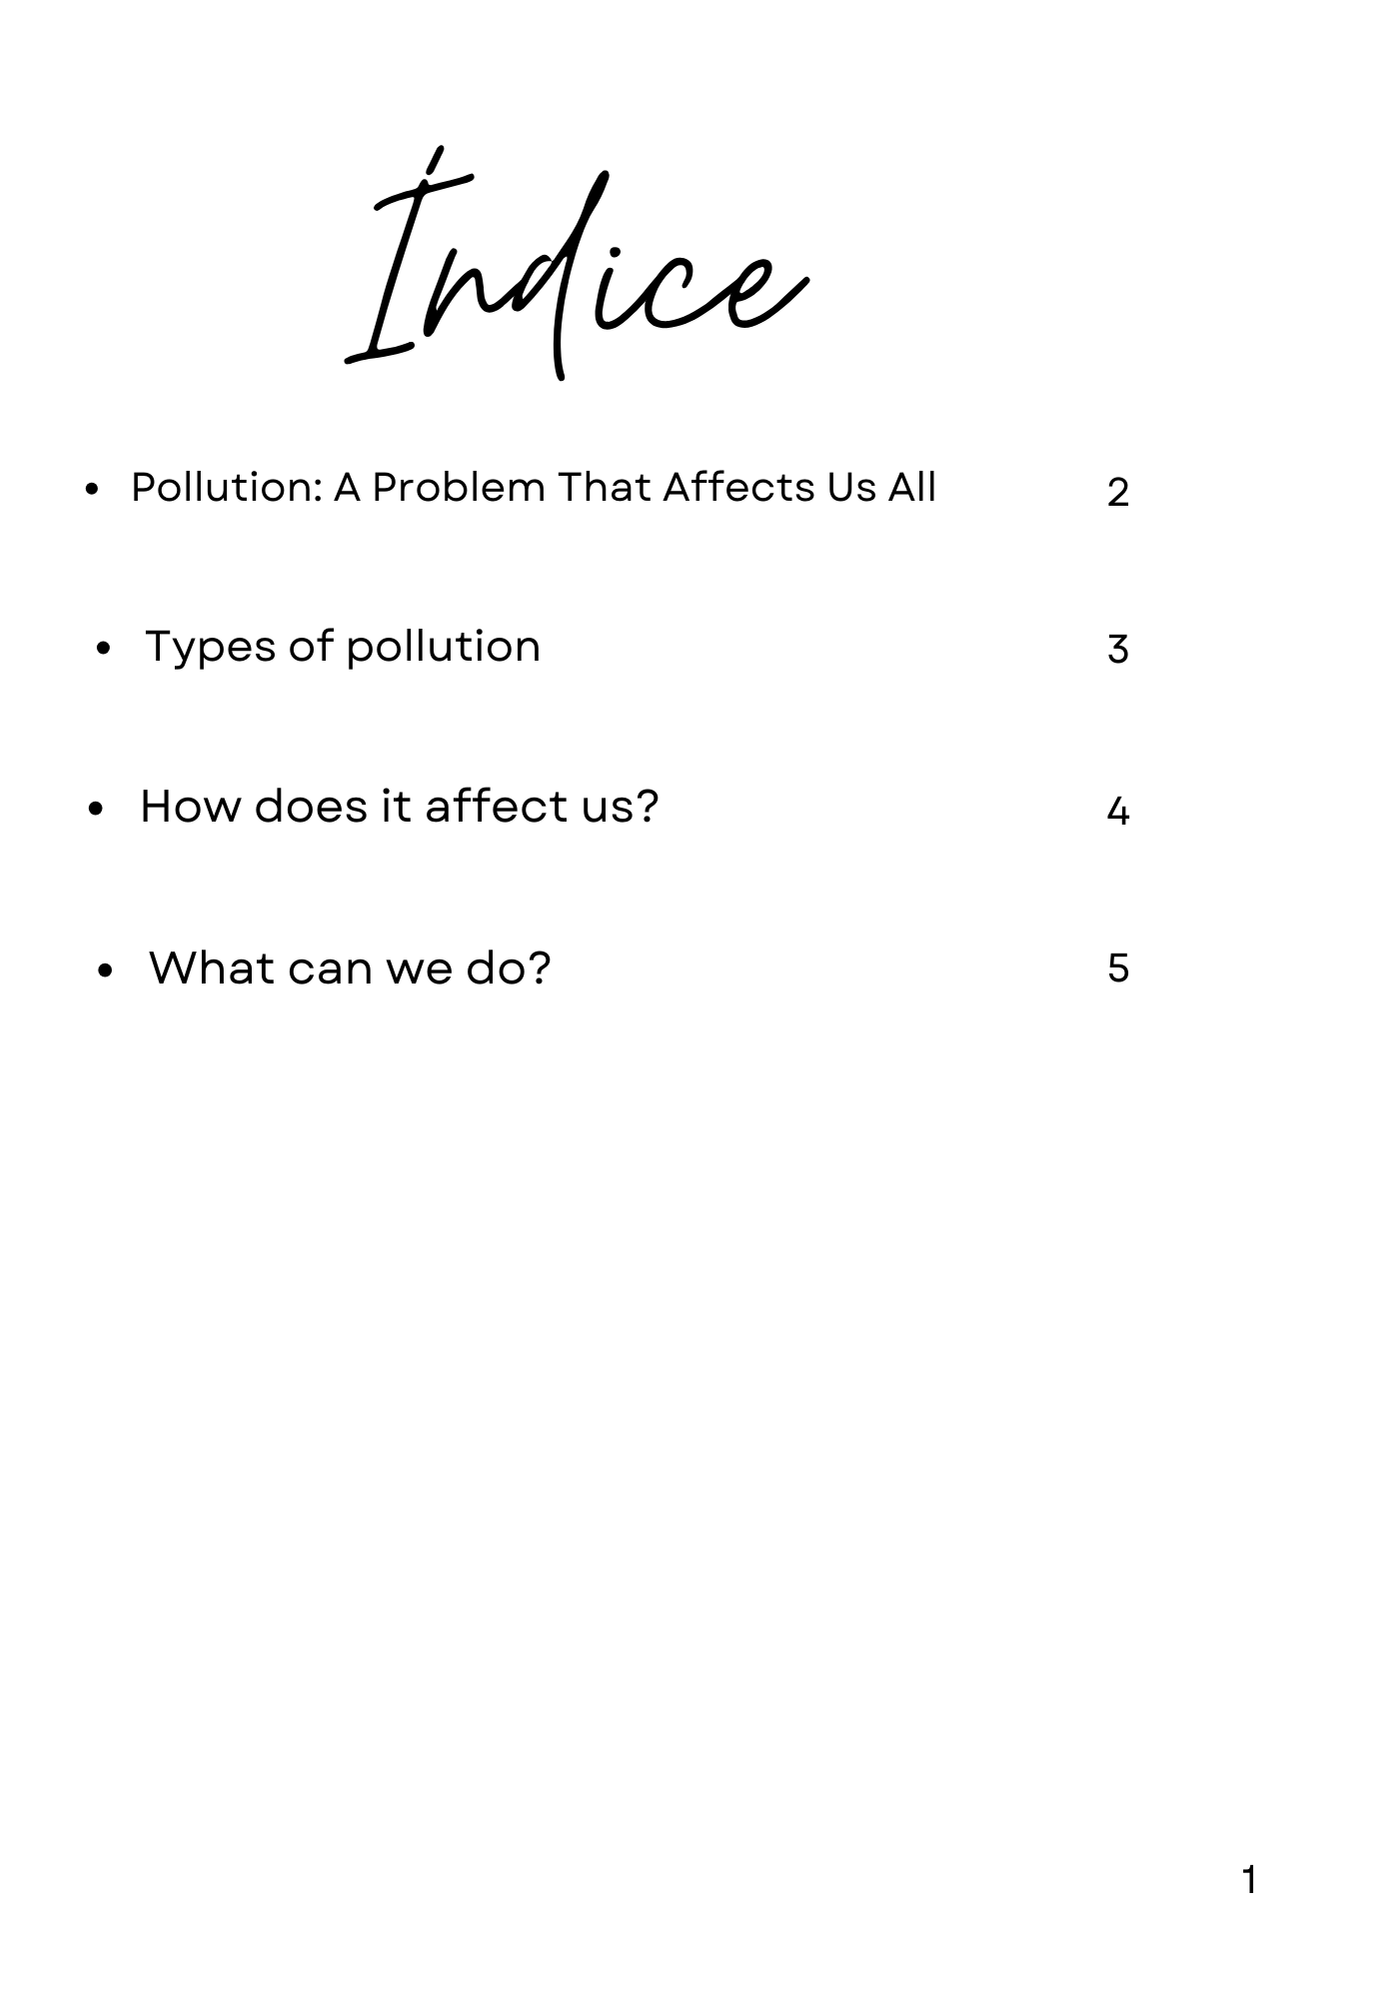 Índice
• Pollution: A Problem That Affects Us All 2
• Types of pollution 3
• How does it affect us? 4
• What can we do? 5
1